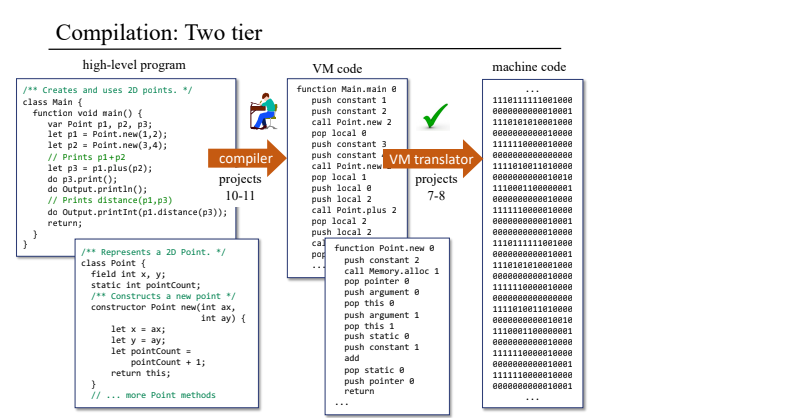 Compilation: Two tier
high-level program
/** Creates and uses 2D points. */
class Main {
function void main() {
var Point p1, p2, p3;
let p1 = Point.new(1,2);
let p2 = Point.new(3,4);
// Prints p1+p2
let p3 = p1.plus(p2);
do p3.print();
do Output.println();
// Prints distance(p1,p3)
do Output.printInt(p1.distance(p3));
return;
}
}
/** Represents a 2D Point. */
class Point {
field int x, y;
static int pointCount;
/** Constructs a new point */
constructor Point new(int ax,
int ay) {
let x = ax;
let y = ay;
let pointCount =
pointCount + 1;
return this;
}
// ... more Point methods
compiler
projects
10-11
VM code
function Main.main 0
push constant 1
push constant 2
call Point.new 2
pop local 0
push constant 3
push constant
call Point.new
pop local 1
push local 0
push local 2
call Point.plus 2
pop local 2
push local 2
...
function Point.new 0
push constant 2
call Memory.alloc 1
pop pointer 0
push argument 0
pop this 0
push argument 1
pop this 1
push static 0
push constant 1
add
pop static 0
push pointer 0
return
...
VM translator
projects
7-8
machine code
...
1110111111001000
0000000000010001
1110101010001000
0000000000010000
1111110000010000
0000000000000000
1111010011010000
0000000000010010
1110001100000001
0000000000010000
1111110000010000
0000000000010001
0000000000010000
1110111111001000
0000000000010001
1110101010001000
0000000000010000
1111110000010000
0000000000000000
1111010011010000
0000000000010010
1110001100000001
0000000000010000
1111110000010000
0000000000010001
1111110000010000
0000000000010001
...